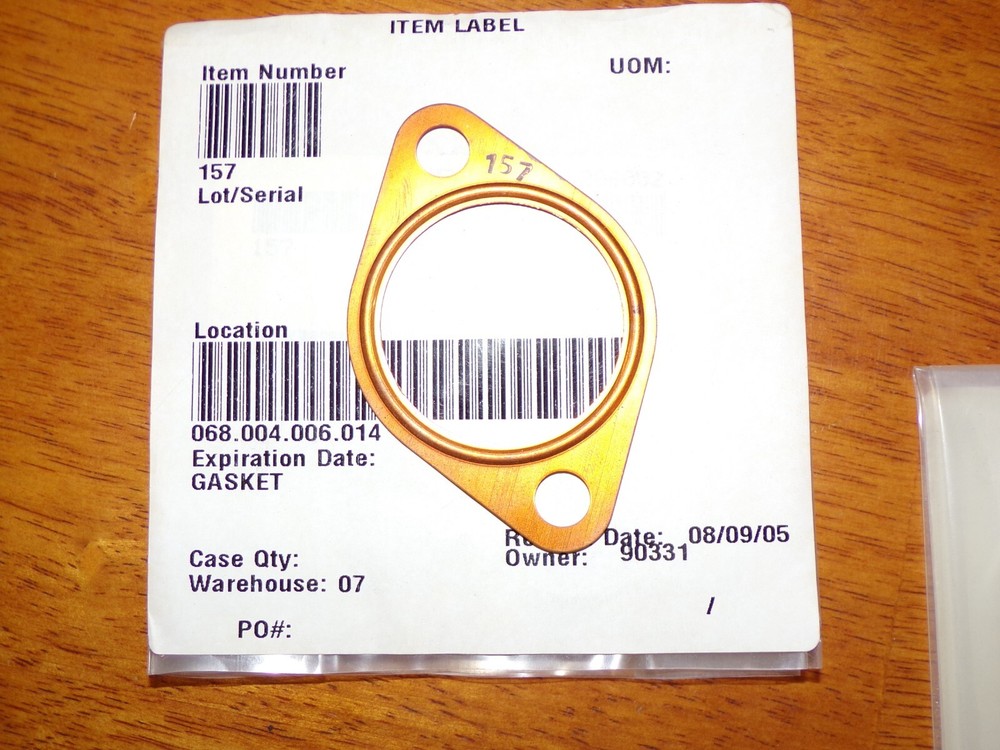 ITEM LABEL
Item Number
UOM:
157
157
Lot/Serial
Location
068.004.006.014
Expiration Date:
GASKET
Date: 08/09/05
Owner: 90331
Case Qty:
Warehouse: 07
/
PO#: